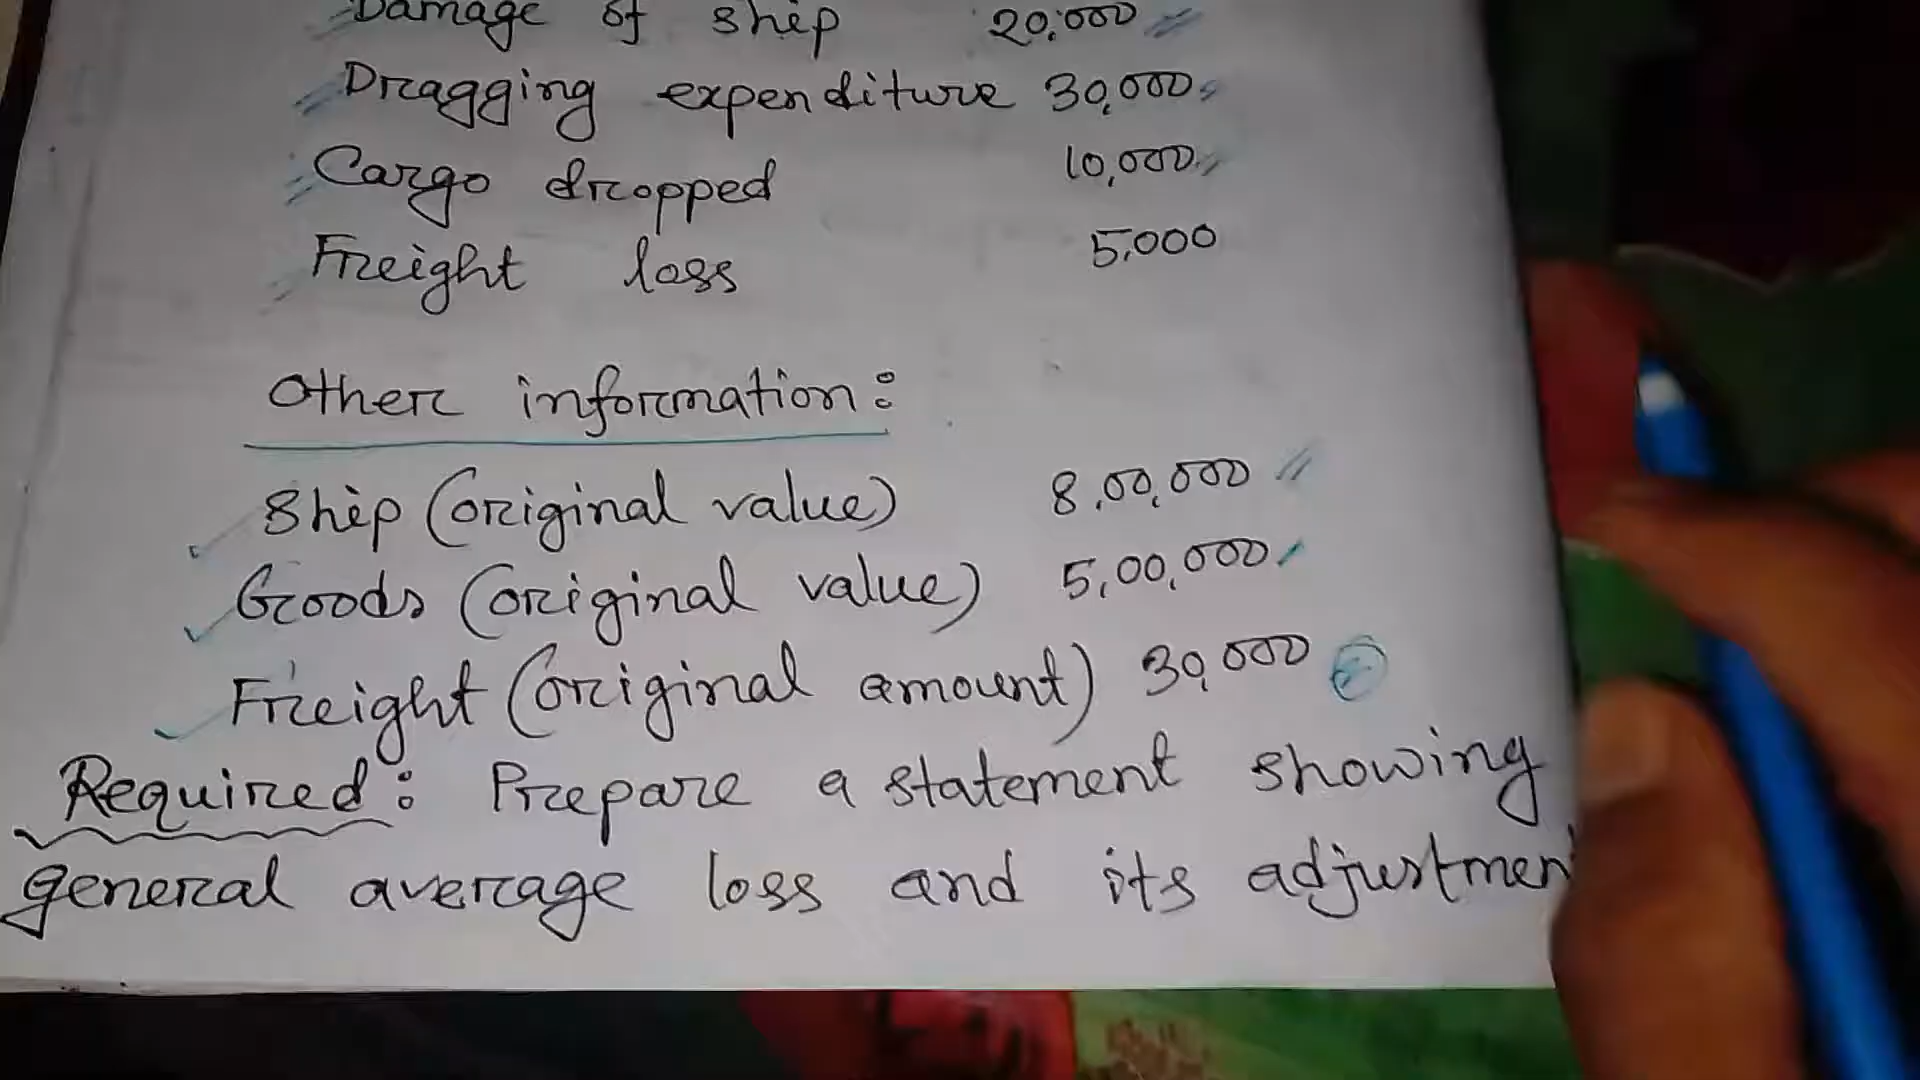 Damage of ship 20,000
Dragging expenditure 30,000
Cargo dropped 10,000
Freight loss 5,000
Other information:
Ship (original value) 8,00,000
Goods (original value) 5,00,000
Freight (original amount) 30,000
Required: Prepare a statement showing
general average loss and its adjustmen